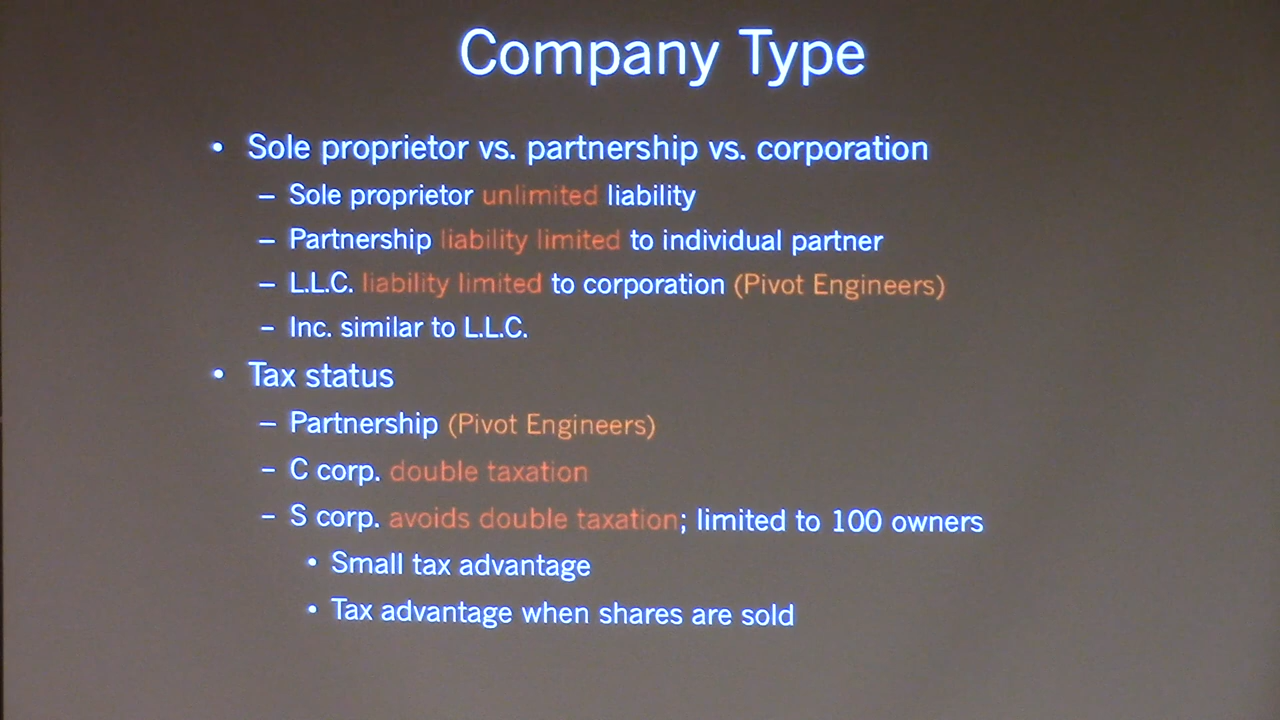 Company Type
• Sole proprietor vs. partnership vs. corporation
– Sole proprietor unlimited liability
– Partnership liability limited to individual partner
– L.L.C. liability limited to corporation (Pivot Engineers)
– Inc. similar to L.L.C.
• Tax status
– Partnership (Pivot Engineers)
– C corp. double taxation
– S corp. avoids double taxation; limited to 100 owners
• Small tax advantage
• Tax advantage when shares are sold